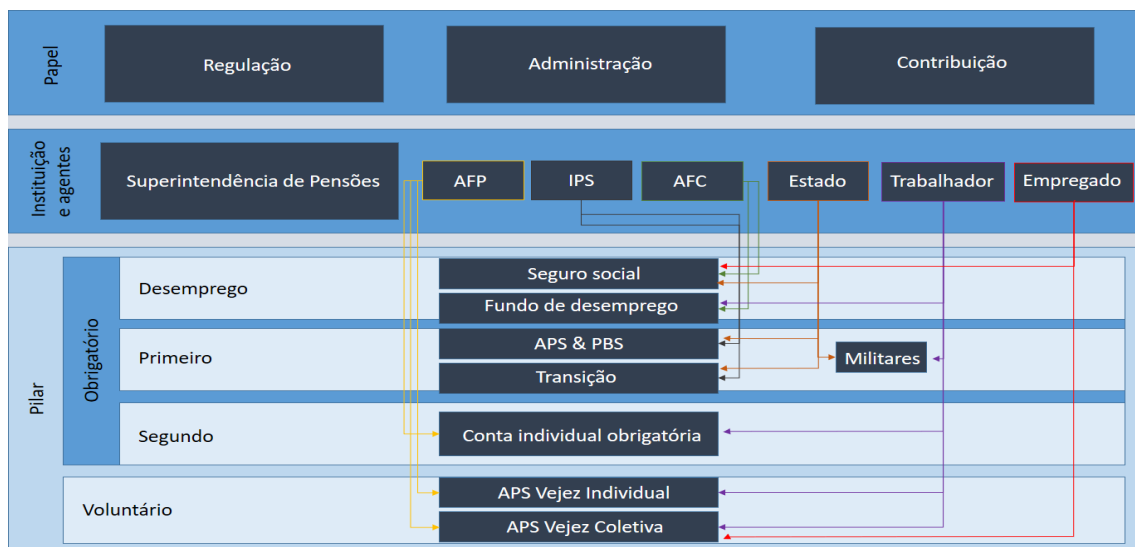 Papel
Regulação
Administração
Contribuição
Instituição
e agentes
Superintendência de Pensões
AFP
IPS
AFC
Estado
Trabalhador
Empregado
Pilar
Obrigatório
Desemprego
Seguro social
Fundo de desemprego
Primeiro
APS & PBS
Transição
Militares
Segundo
Conta individual obrigatória
Voluntário
APS Vejez Individual
APS Vejez Coletiva